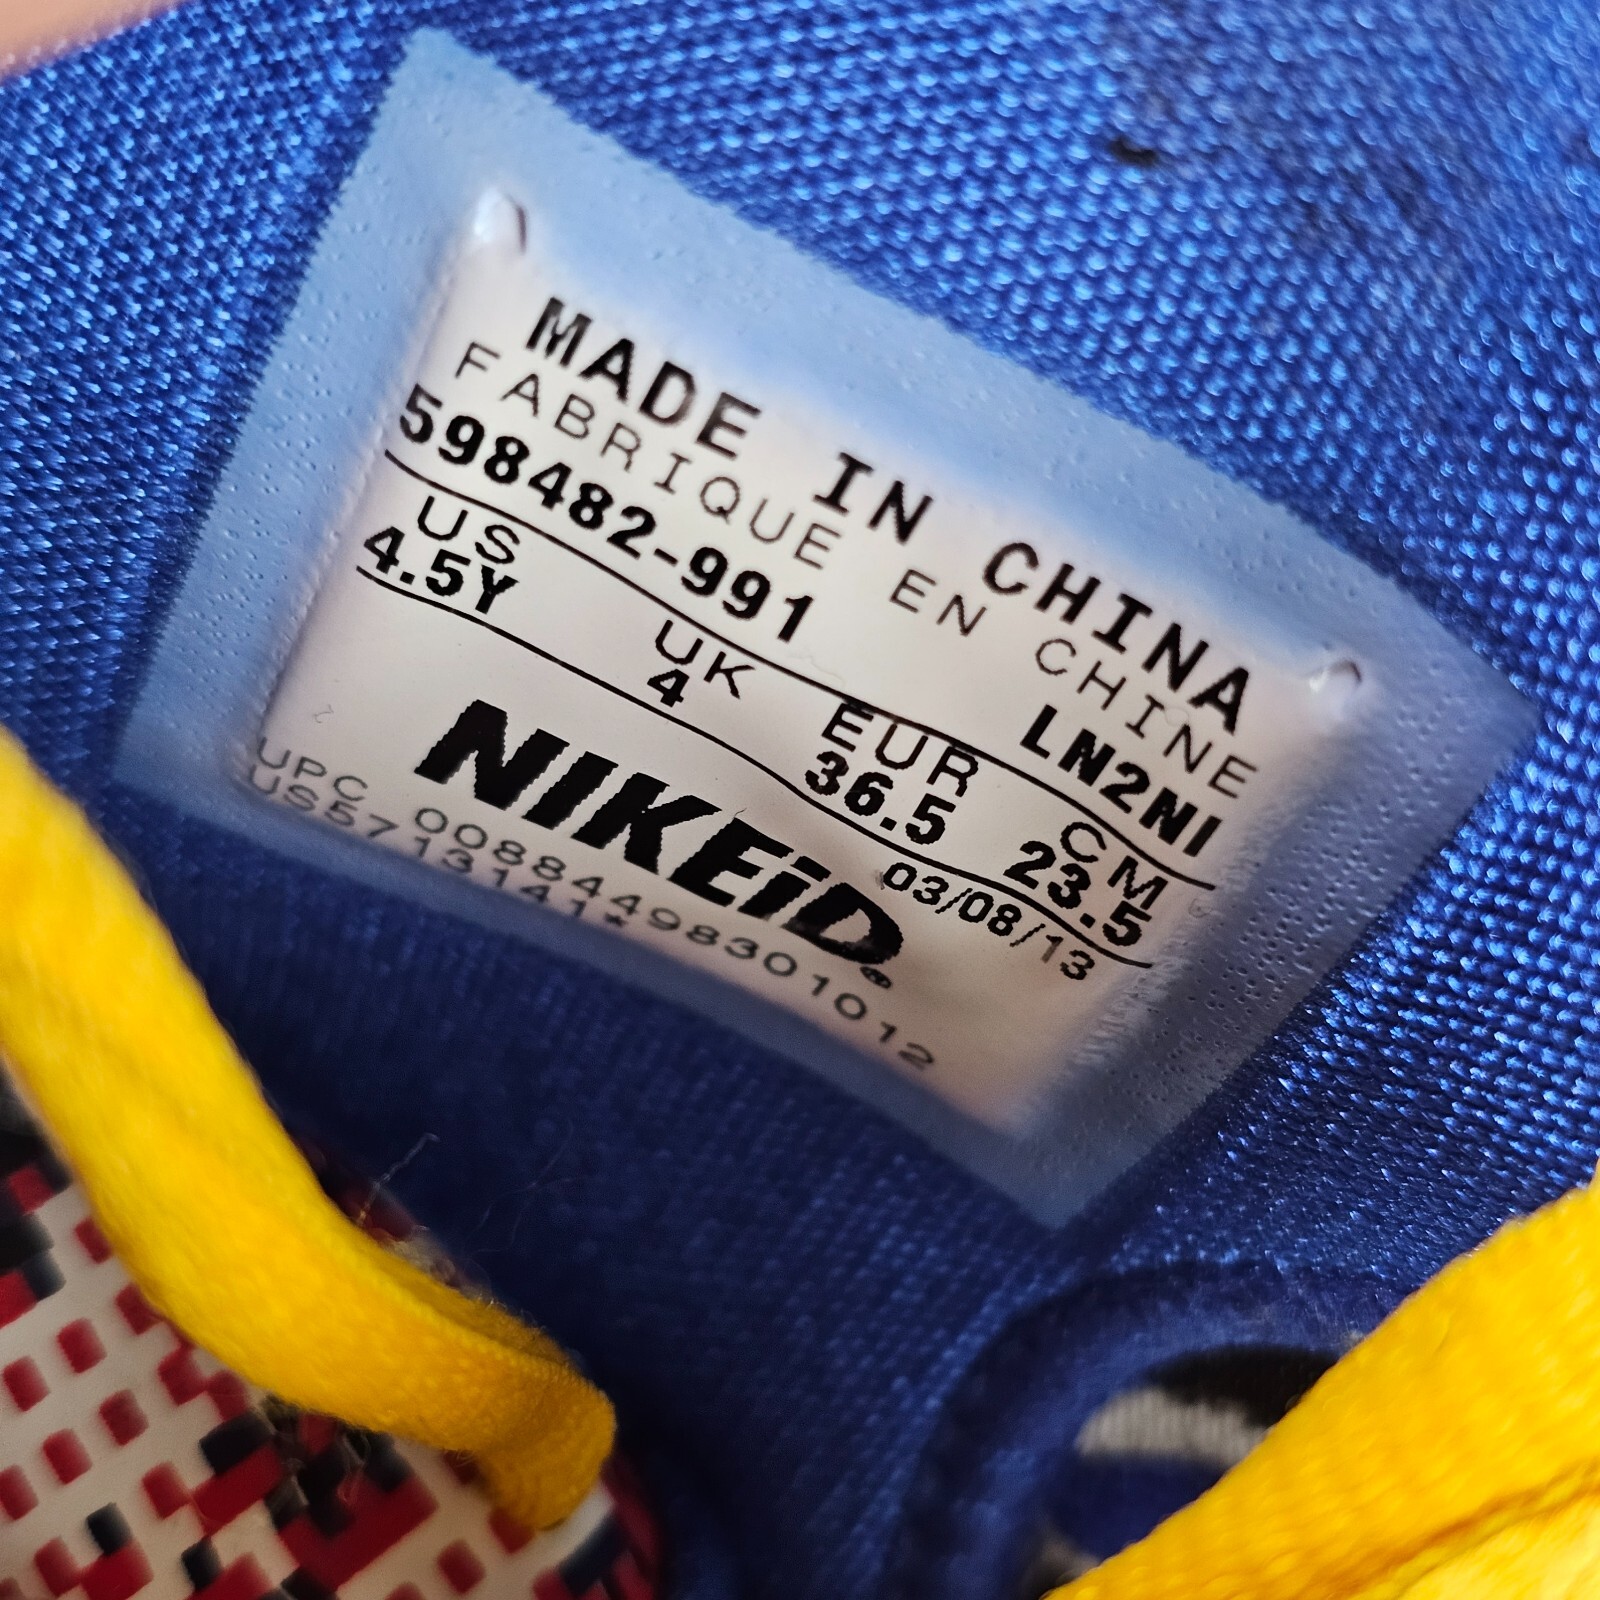 MADE IN CHINA
FABRIQUE EN CHINE
598482-991 LN2NI
US UK EUR CM
4.5Y 4 36.5 23.5
NIKEiD® 03/08/13
UPC 00884498301012
US5713141*